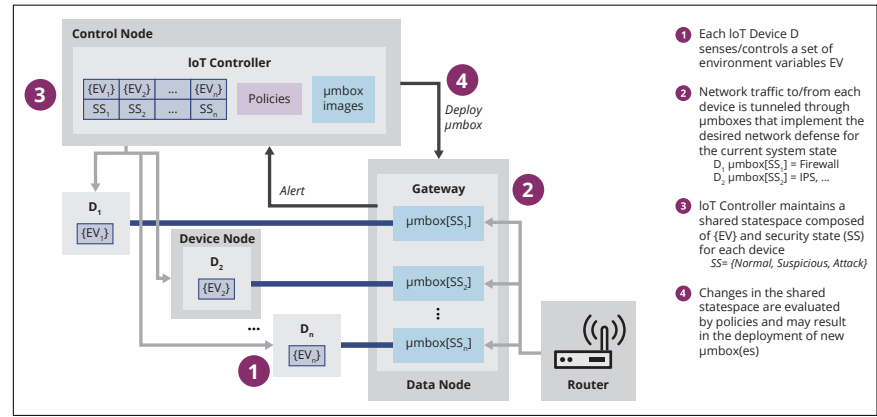 Control Node
IoT Controller
{EV₁} {EV₂} ... {EVₙ}
SS₁ SS₂ ... SSₙ
Policies
µmbox
images
3
4
Deploy
µmbox
Alert
2
Gateway
µmbox[SS₁]
µmbox[SS₂]
⋮
µmbox[SSₙ]
Data Node
D₁
{EV₁}
Device Node
D₂
{EV₂}
...
Dₙ
{EVₙ}
1
Router
1 Each IoT Device D
senses/controls a set of
environment variables EV
2 Network traffic to/from each
device is tunneled through
µmboxes that implement the
desired network defense for
the current system state
D₁ µmbox[SS₁] = Firewall
D₂ µmbox[SS₂] = IPS, ...
3 IoT Controller maintains a
shared statespace composed
of {EV} and security state (SS)
for each device
SS= {Normal, Suspicious, Attack}
4 Changes in the shared
statespace are evaluated
by policies and may result
in the deployment of new
µmbox(es)